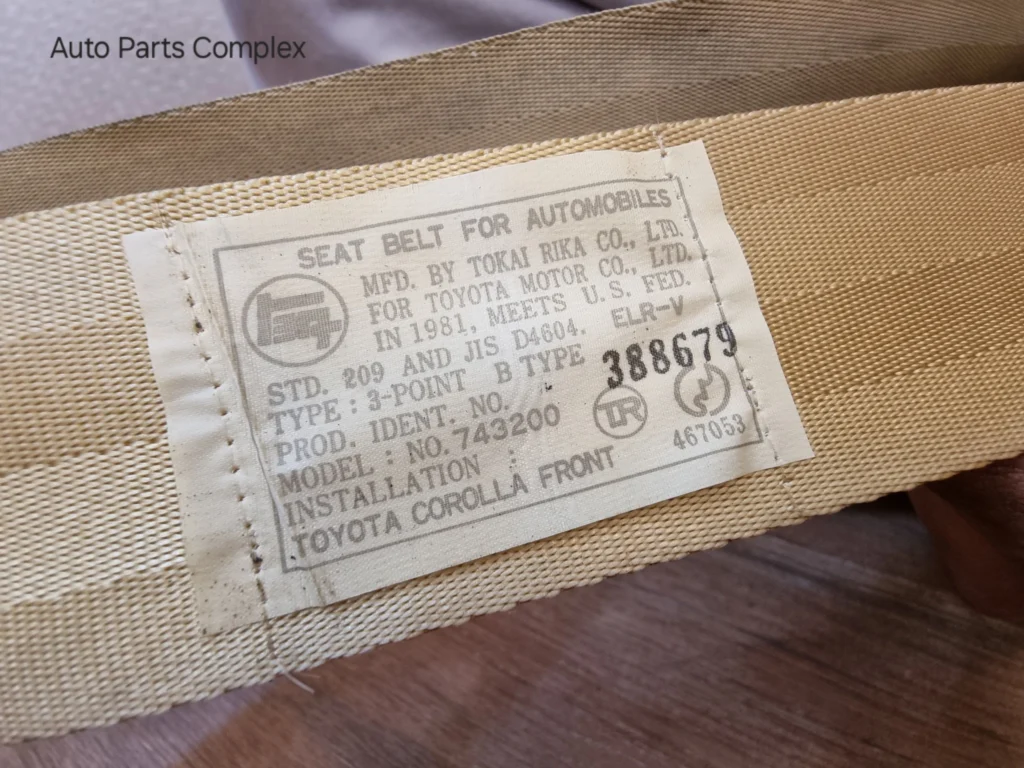 Auto Parts Complex
SEAT BELT FOR AUTOMOBILES
MFD. BY TOKAI RIKA CO., LTD.
FOR TOYOTA MOTOR CO., LTD.
IN 1981, MEETS U.S. FED.
STD. 209 AND JIS D4604. ELR-V
TYPE : 3-POINT B TYPE 388679
PROD. IDENT. NO.
MODEL : NO. 743200 TR
INSTALLATION : 467053
TOYOTA COROLLA FRONT